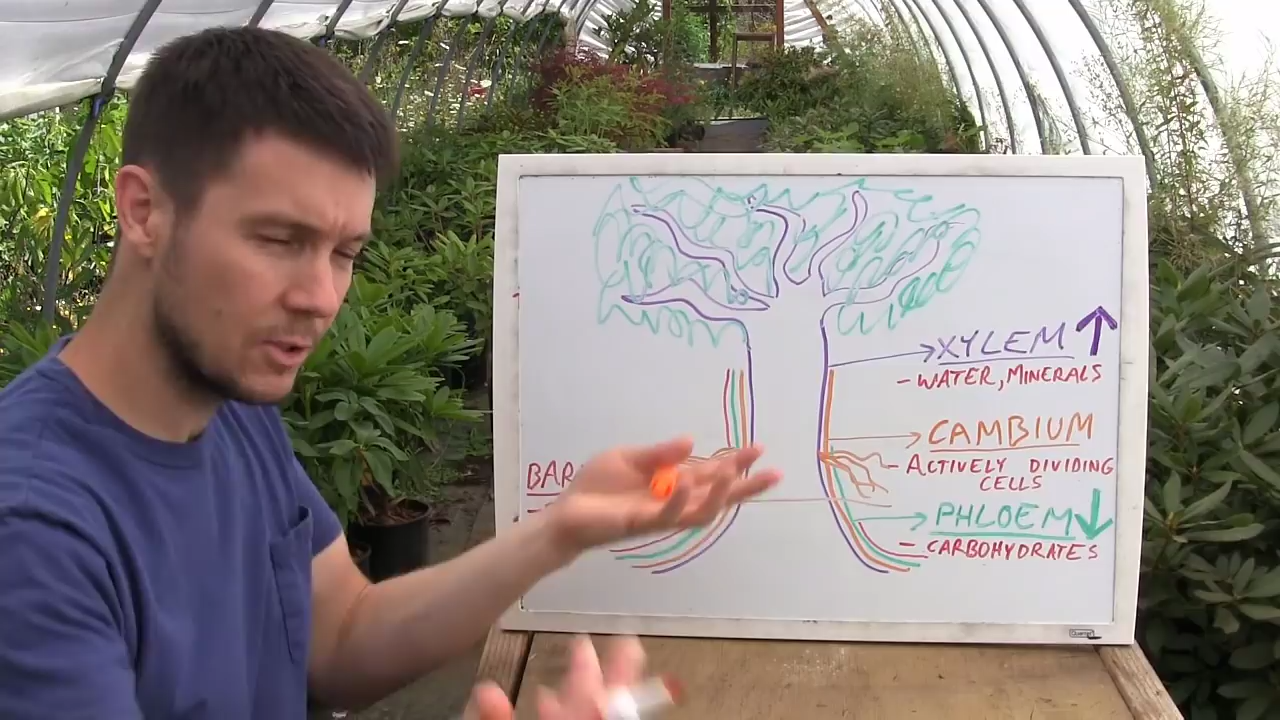 XYLEM
- WATER, MINERALS
CAMBIUM
- ACTIVELY DIVIDING
CELLS
PHLOEM
- CARBOHYDRATES